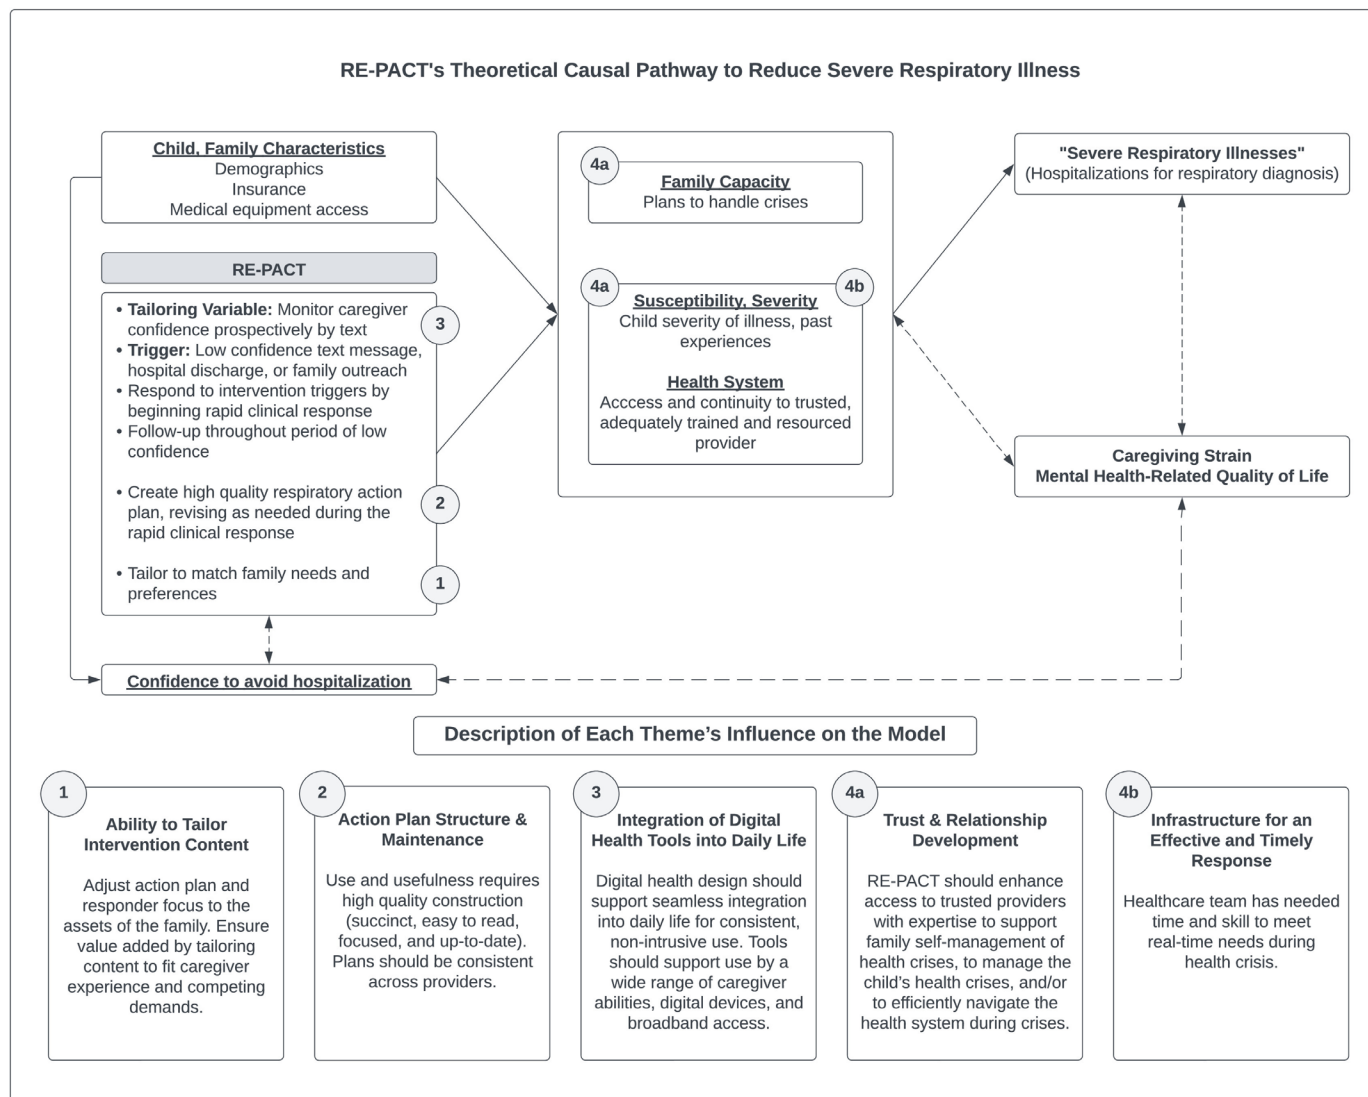 RE-PACT's Theoretical Causal Pathway to Reduce Severe Respiratory Illness
Child, Family Characteristics
Demographics
Insurance
Medical equipment access
RE-PACT
• Tailoring Variable: Monitor caregiver
confidence prospectively by text
• Trigger: Low confidence text message,
hospital discharge, or family outreach
• Respond to intervention triggers by
beginning rapid clinical response
• Follow-up throughout period of low
confidence
• Create high quality respiratory action
plan, revising as needed during the
rapid clinical response
• Tailor to match family needs and
preferences
3
2
1
Confidence to avoid hospitalization
4a
Family Capacity
Plans to handle crises
4a
4b
Susceptibility, Severity
Child severity of illness, past
experiences
Health System
Acccess and continuity to trusted,
adequately trained and resourced
provider
"Severe Respiratory Illnesses"
(Hospitalizations for respiratory diagnosis)
Caregiving Strain
Mental Health-Related Quality of Life
Description of Each Theme’s Influence on the Model
1
Ability to Tailor
Intervention Content
Adjust action plan and
responder focus to the
assets of the family. Ensure
value added by tailoring
content to fit caregiver
experience and competing
demands.
2
Action Plan Structure &
Maintenance
Use and usefulness requires
high quality construction
(succinct, easy to read,
focused, and up-to-date).
Plans should be consistent
across providers.
3
Integration of Digital
Health Tools into Daily Life
Digital health design should
support seamless integration
into daily life for consistent,
non-intrusive use. Tools
should support use by a
wide range of caregiver
abilities, digital devices, and
broadband access.
4a
Trust & Relationship
Development
RE-PACT should enhance
access to trusted providers
with expertise to support
family self-management of
health crises, to manage the
child’s health crises, and/or
to efficiently navigate the
health system during crises.
4b
Infrastructure for an
Effective and Timely
Response
Healthcare team has needed
time and skill to meet
real-time needs during
health crisis.